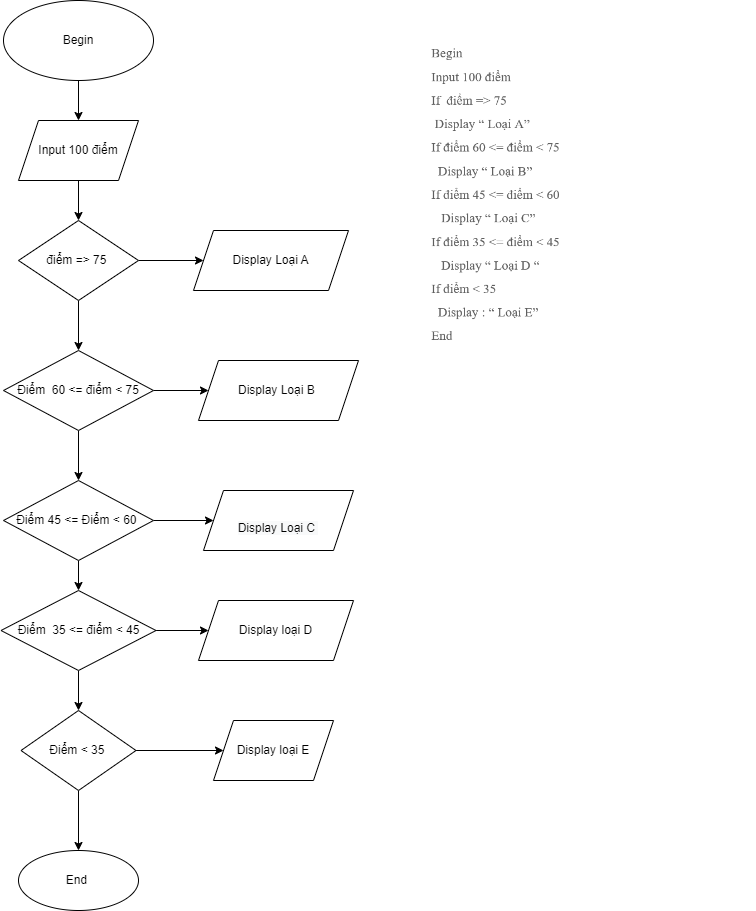 Begin
Input 100 điểm
điểm => 75
Display Loại A
Điểm  60 <= điểm < 75
Display Loại B
Điểm 45 <= Điểm < 60
Display Loại C
Điểm  35 <= điểm < 45
Display loại D
Điểm < 35
Display loại E
End
Begin
Input 100 điểm
If  điểm => 75
Display “ Loại A”
If điểm 60 <= điểm < 75
Display “ Loại B”
If điểm 45 <= điểm < 60
Display “ Loại C”
If điểm 35 <= điểm < 45
Display “ Loại D “
If điểm < 35
Display : “ Loại E”
End